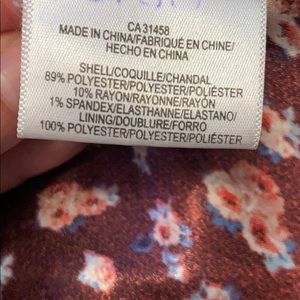 CA 31458
MADE IN CHINA/FABRIQUÉ EN CHINE/
HECHO EN CHINA
SHELL/COQUILLE/CHANDAL
89% POLYESTER/POLYESTER/POLIÉSTER
10% RAYON/RAYONNE/RAYÓN
1% SPANDEX/ELASTHANNE/ELASTANO/
LINING/DOUBLURE/FORRO
100% POLYESTER/POLYESTER/POLIÉSTER